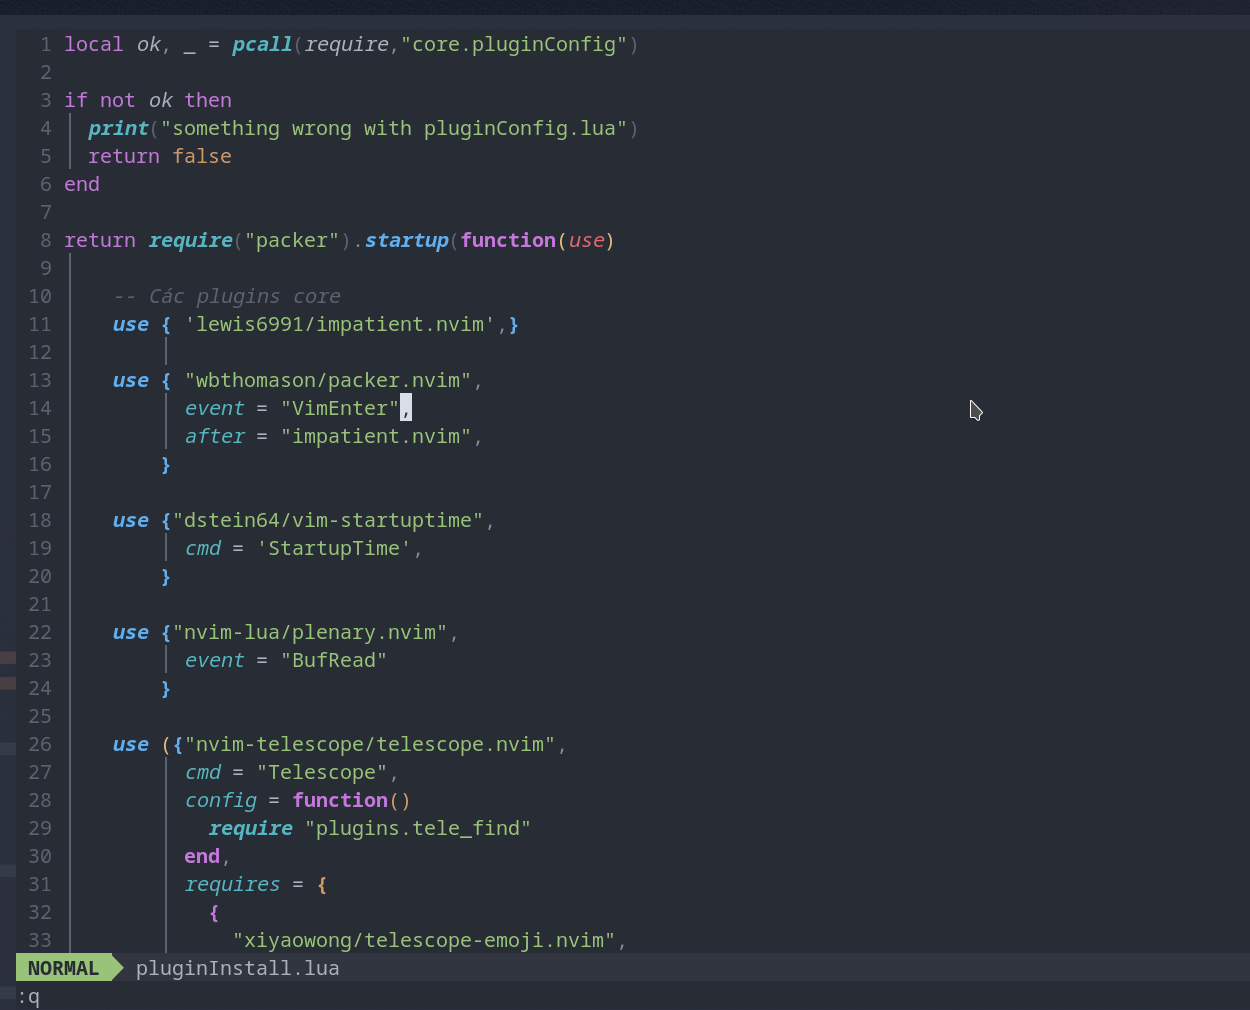 1 local ok, _ = pcall(require,"core.pluginConfig")
2
3 if not ok then
4   print("something wrong with pluginConfig.lua")
5   return false
6 end
7
8 return require("packer").startup(function(use)
9
10     -- Các plugins core
11     use { 'lewis6991/impatient.nvim',}
12
13     use { "wbthomason/packer.nvim",
14           event = "VimEnter",
15           after = "impatient.nvim",
16         }
17
18     use {"dstein64/vim-startuptime",
19           cmd = 'StartupTime',
20         }
21
22     use {"nvim-lua/plenary.nvim",
23           event = "BufRead"
24         }
25
26     use ({"nvim-telescope/telescope.nvim",
27           cmd = "Telescope",
28           config = function()
29             require "plugins.tele_find"
30           end,
31           requires = {
32             {
33               "xiyaowong/telescope-emoji.nvim",
NORMAL pluginInstall.lua
:q